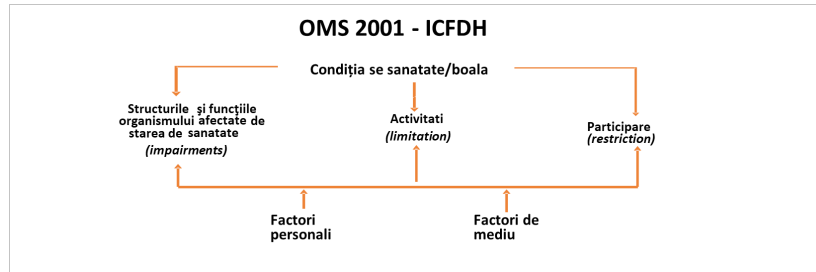 OMS 2001 - ICFDH
Condiția se sanatate/boala
Structurile și funcțiile
organismului afectate de
starea de sanatate
(impairments)
Activitati
(limitation)
Participare
(restriction)
Factori
personali
Factori de
mediu